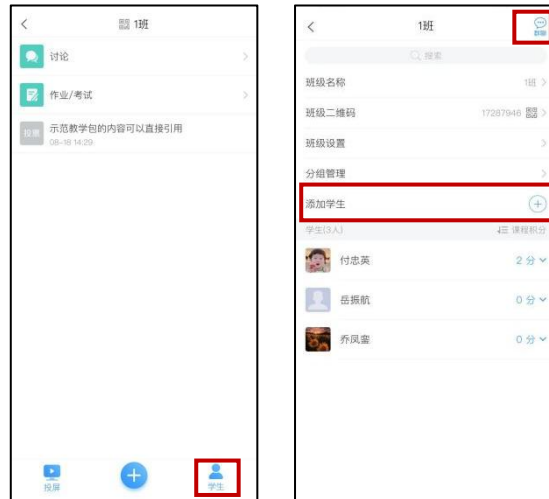 1班
讨论
作业/考试
投屏
示范教学包的内容可以直接引用
08-18 14:29
投屏
学生
1班
群聊
搜索
班级名称 1班
班级二维码 17287946
班级设置
分组管理
添加学生
学生(3人) 课程积分
付忠英 2 分
岳振航 0 分
乔凤銮 0 分